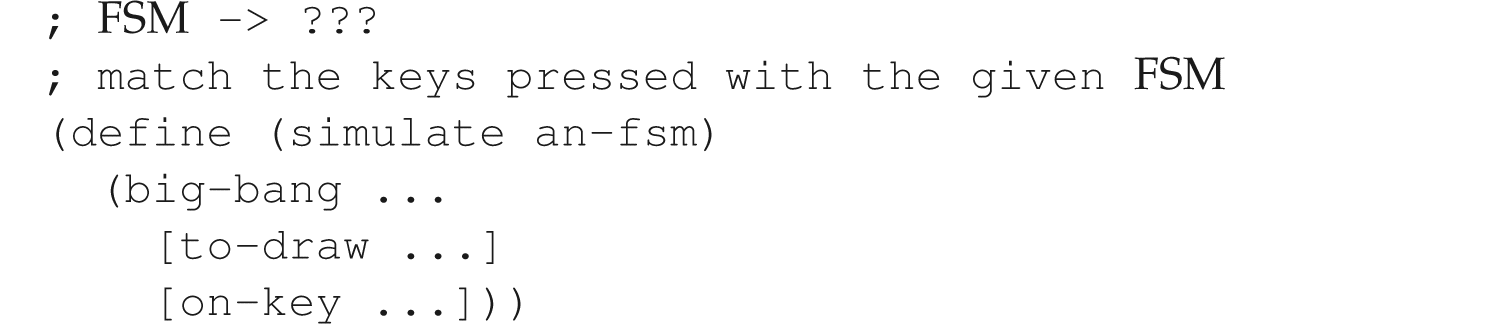 ; FSM -> ???
; match the keys pressed with the given FSM
(define (simulate an-fsm)
  (big-bang ...
    [to-draw ...]
    [on-key ...]))